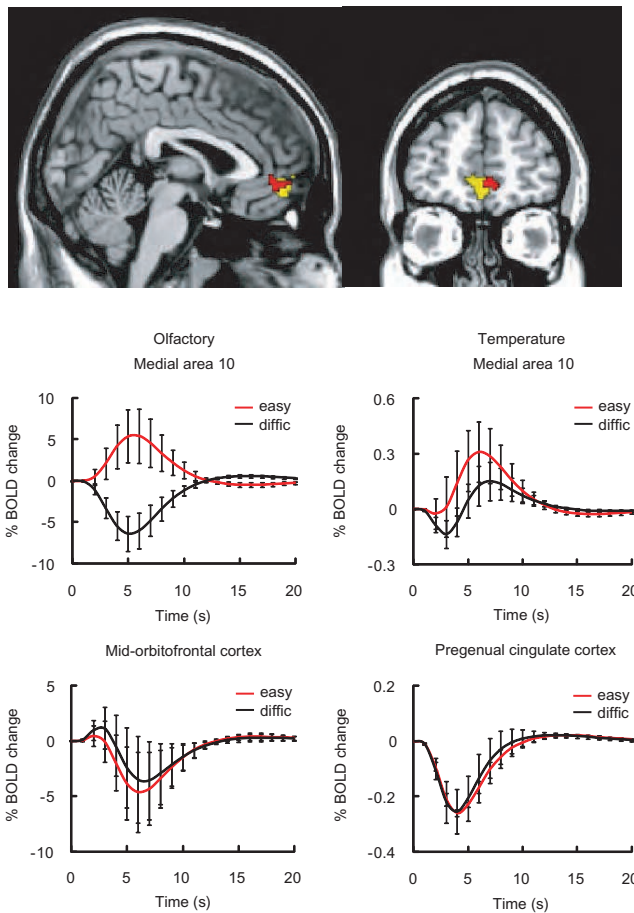 Olfactory
Medial area 10
10
5
0
-5
-10
% BOLD change
easy
diffic
0 5 10 15 20
Time (s)
Temperature
Medial area 10
0.6
0.3
0
-0.3
% BOLD change
easy
diffic
0 5 10 15 20
Time (s)
Mid-orbitofrontal cortex
5
0
-5
-10
% BOLD change
easy
diffic
0 5 10 15 20
Time (s)
Pregenual cingulate cortex
0.2
0
-0.2
-0.4
% BOLD change
easy
diffic
0 5 10 15 20
Time (s)